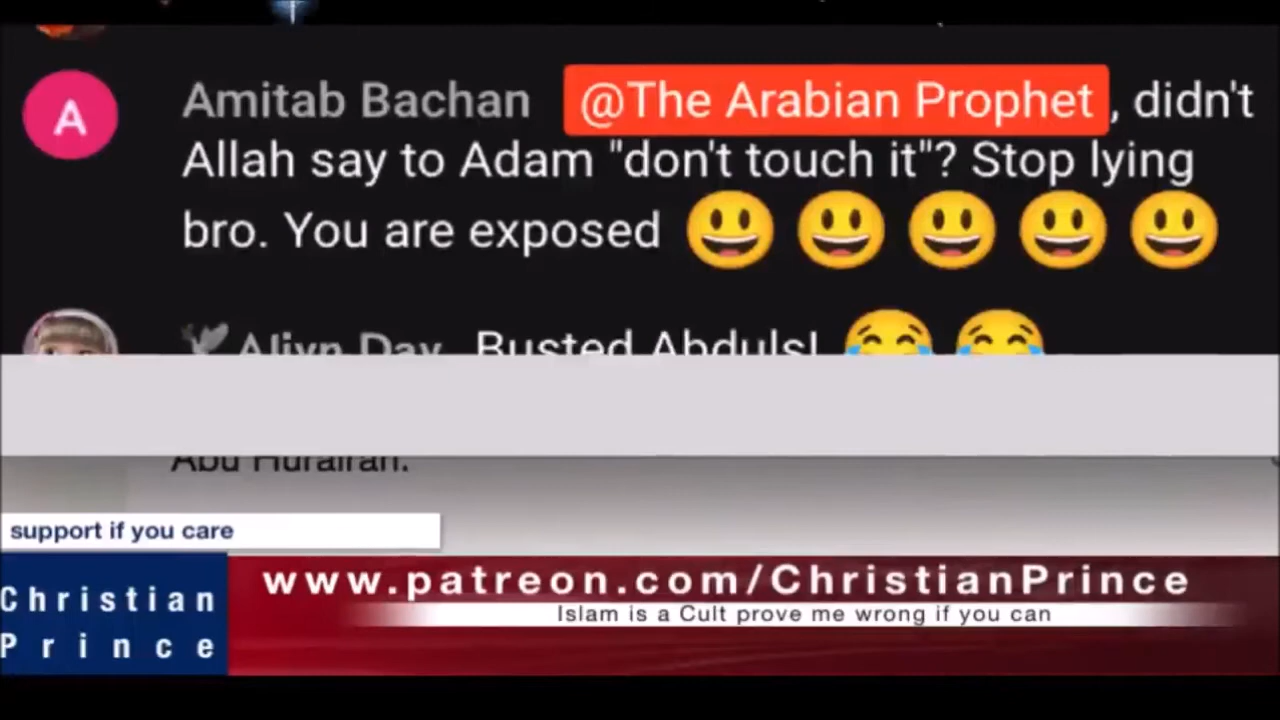 A
Amitab Bachan @The Arabian Prophet, didn't
Allah say to Adam "don't touch it"? Stop lying
bro. You are exposed 😃😃😃😃😃
🕊Aliyn Day Busted Abduls! 😂😂
Abu Hurairah.
support if you care
Christian
Prince
www.patreon.com/ChristianPrince
Islam is a Cult prove me wrong if you can